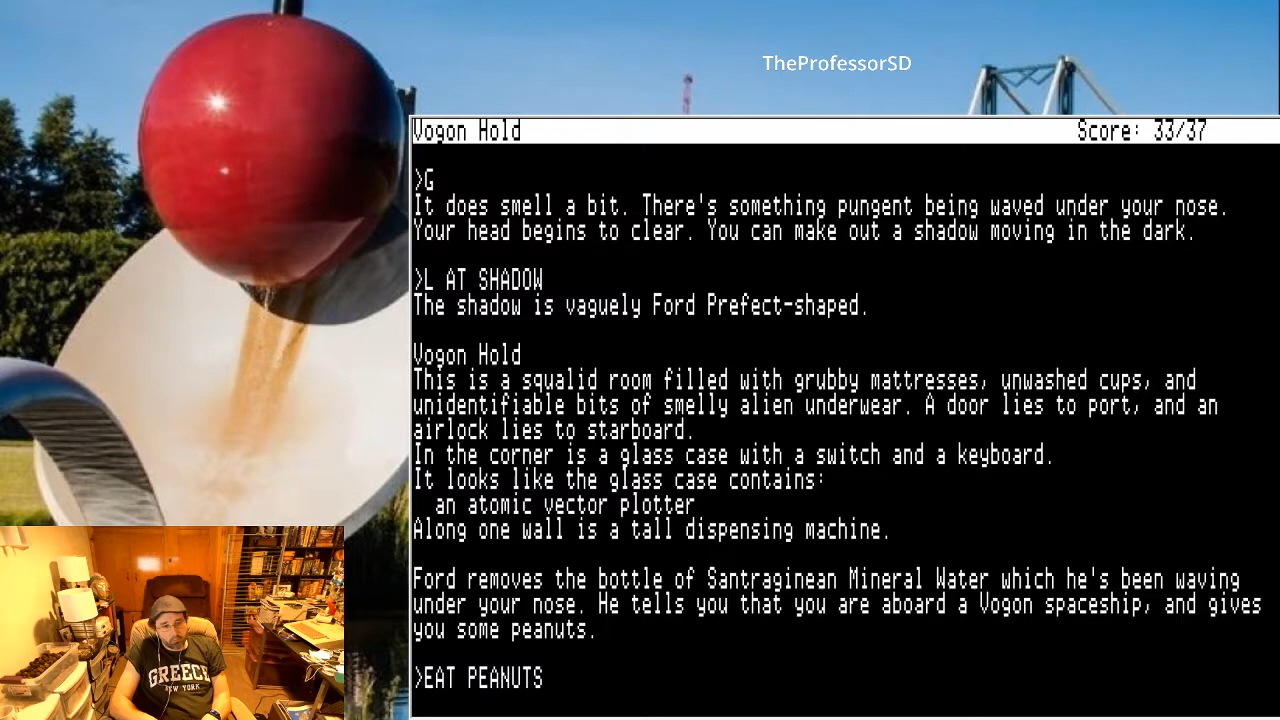 TheProfessorSD
Vogon Hold Score: 33/37
>G
It does smell a bit. There's something pungent being waved under your nose.
Your head begins to clear. You can make out a shadow moving in the dark.
>L AT SHADOW
The shadow is vaguely Ford Prefect-shaped.
Vogon Hold
This is a squalid room filled with grubby mattresses, unwashed cups, and
unidentifiable bits of smelly alien underwear. A door lies to port, and an
airlock lies to starboard.
In the corner is a glass case with a switch and a keyboard.
It looks like the glass case contains:
an atomic vector plotter
Along one wall is a tall dispensing machine.
Ford removes the bottle of Santraginean Mineral Water which he's been waving
under your nose. He tells you that you are aboard a Vogon spaceship, and gives
you some peanuts.
>EAT PEANUTS
GREECE
NEW YORK